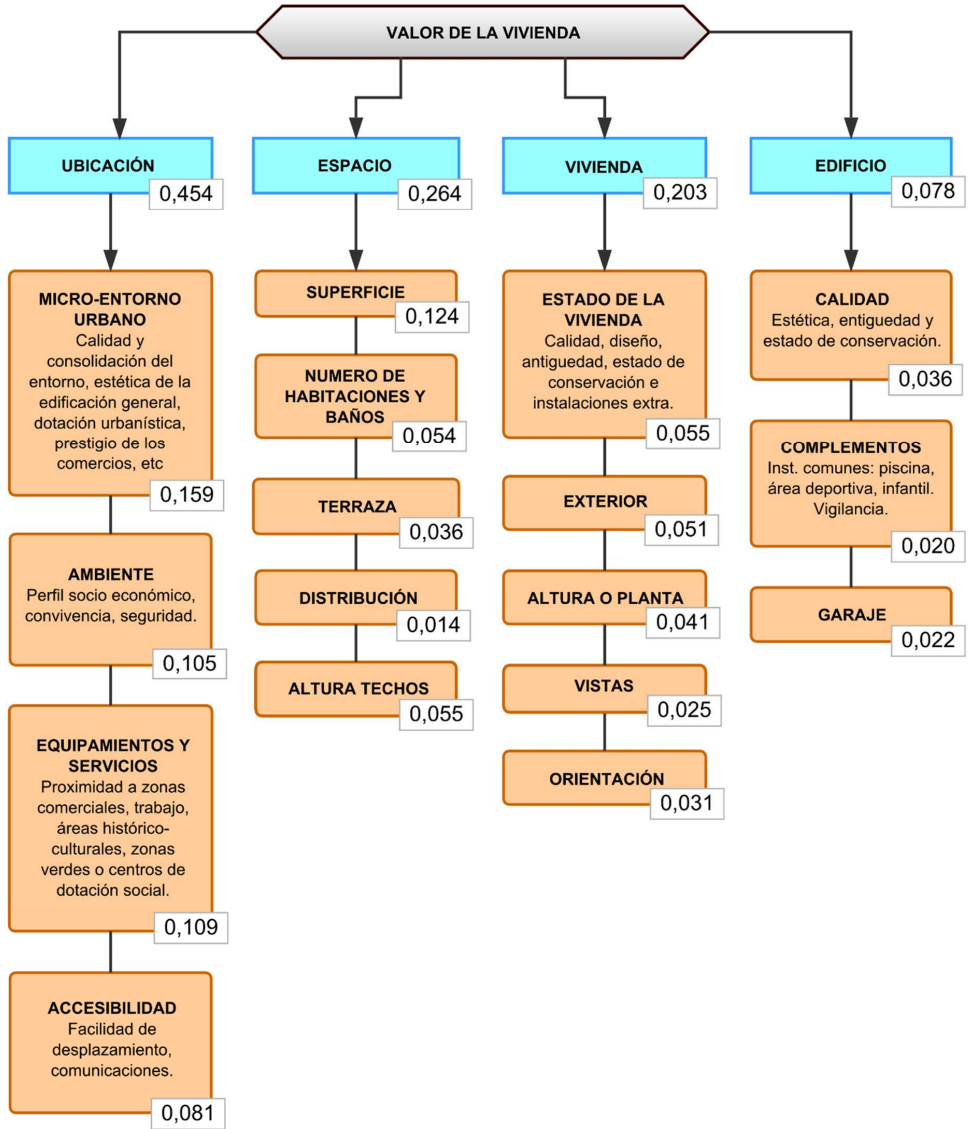 VALOR DE LA VIVIENDA
UBICACIÓN
0,454
MICRO-ENTORNO
URBANO
Calidad y
consolidación del
entorno, estética de la
edificación general,
dotación urbanística,
prestigio de los
comercios, etc
0,159
AMBIENTE
Perfil socio económico,
convivencia, seguridad.
0,105
EQUIPAMIENTOS Y
SERVICIOS
Proximidad a zonas
comerciales, trabajo,
áreas histórico-
culturales, zonas
verdes o centros de
dotación social.
0,109
ACCESIBILIDAD
Facilidad de
desplazamiento,
comunicaciones.
0,081
ESPACIO
0,264
SUPERFICIE
0,124
NUMERO DE
HABITACIONES Y
BAÑOS
0,054
TERRAZA
0,036
DISTRIBUCIÓN
0,014
ALTURA TECHOS
0,055
VIVIENDA
0,203
ESTADO DE LA
VIVIENDA
Calidad, diseño,
antiguedad, estado de
conservación e
instalaciones extra.
0,055
EXTERIOR
0,051
ALTURA O PLANTA
0,041
VISTAS
0,025
ORIENTACIÓN
0,031
EDIFICIO
0,078
CALIDAD
Estética, entiguedad y
estado de conservación.
0,036
COMPLEMENTOS
Inst. comunes: piscina,
área deportiva, infantil.
Vigilancia.
0,020
GARAJE
0,022